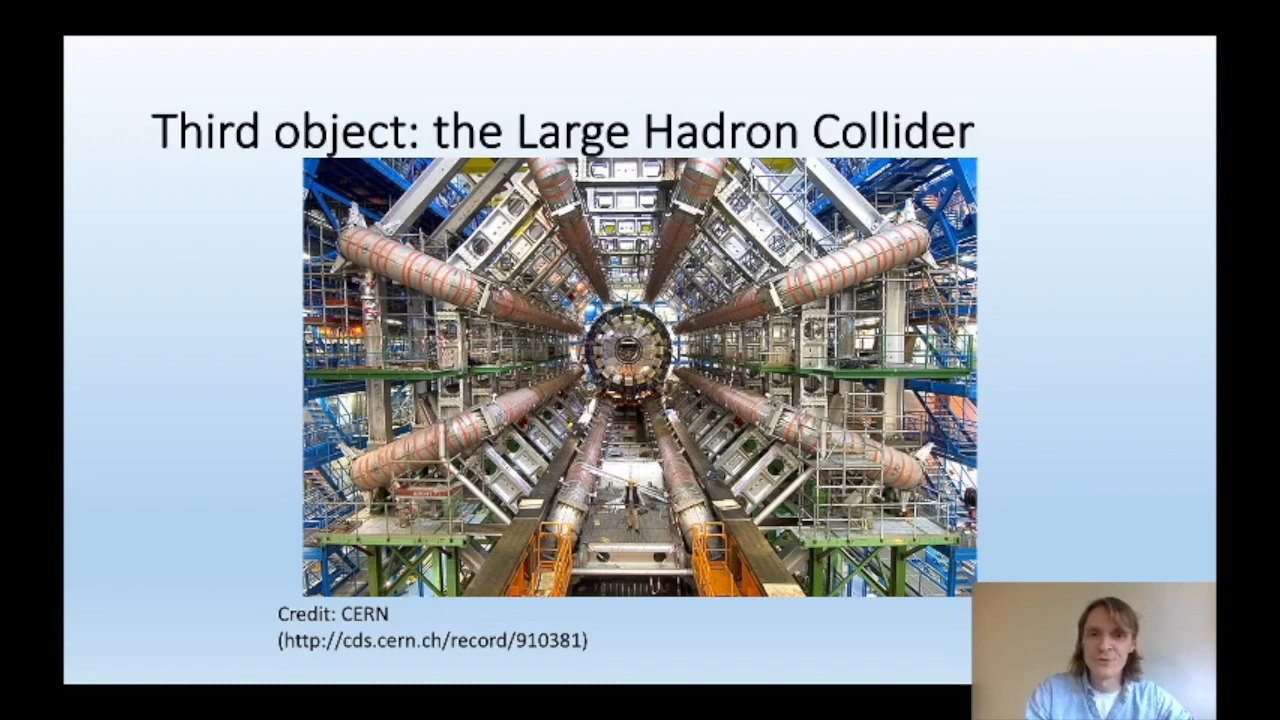 Third object: the Large Hadron Collider
Credit: CERN
(http://cds.cern.ch/record/910381)